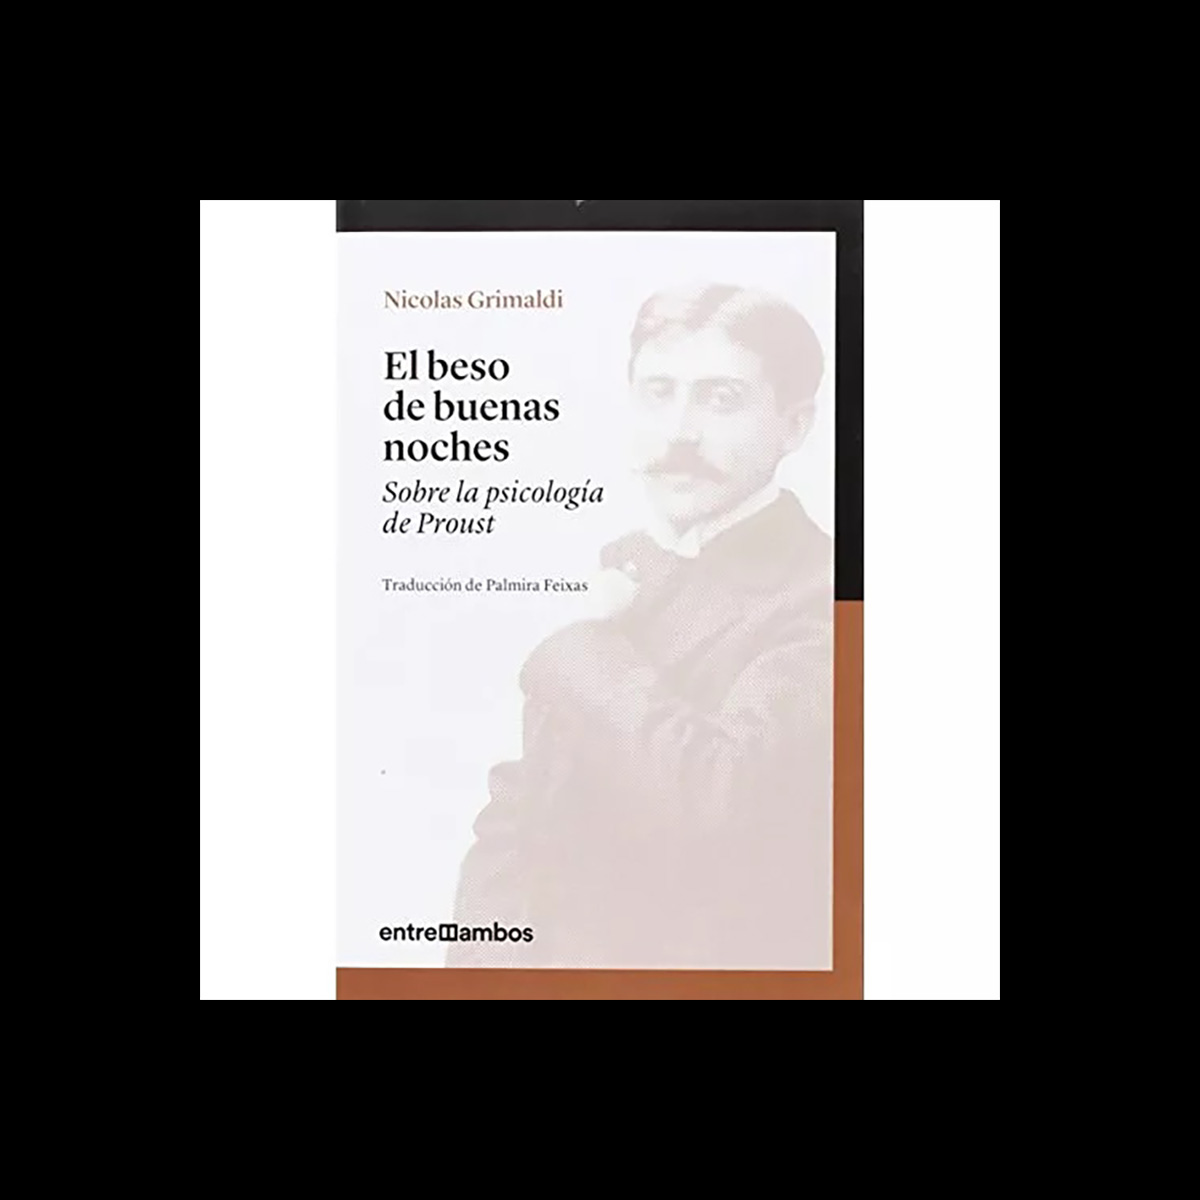 Nicolas Grimaldi
El beso
de buenas
noches
Sobre la psicología
de Proust
Traducción de Palmira Feixas
entreambos